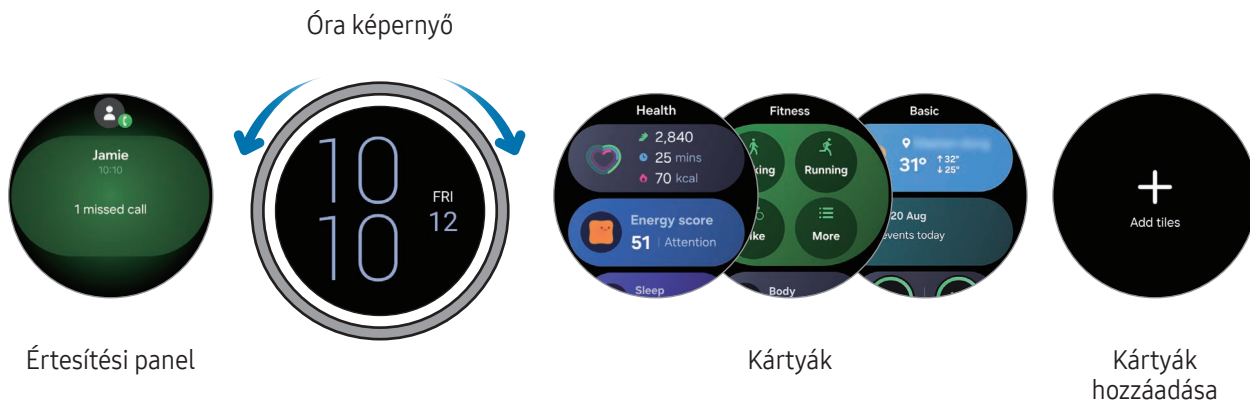 Óra képernyő
Jamie
10:10
1 missed call
10
10
FRI
12
Health
2,840
25 mins
70 kcal
Energy score
51 | Attention
Sleep
Fitness
king
Running
ike
More
Body
Basic
31° ↑32°
↓25°
20 Aug
events today
+
Add tiles
Értesítési panel
Kártyák
Kártyák
hozzáadása